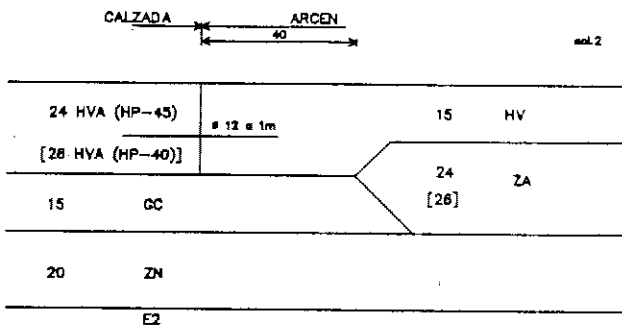 CALZADA ARCEN
40
sol.2
24 HVA (HP-45) 15 HV
ø 12 a 1m
[28 HVA (HP-40)]
24 ZA
[26]
15 GC
20 ZN
E2